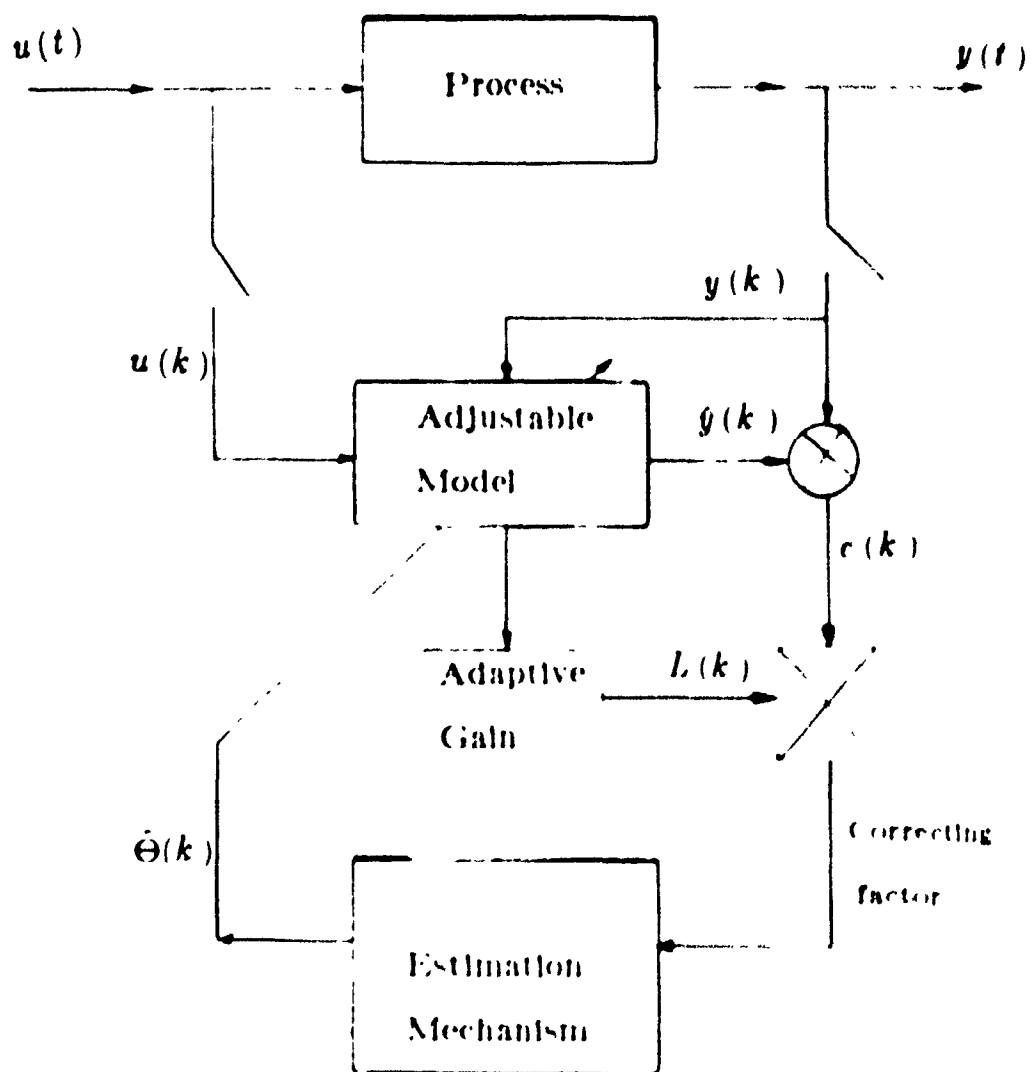 u(t)
Process
y(t)
y(k)
u(k)
Adjustable
Model
ŷ(k)
e(k)
Adaptive
Gain
L(k)
Θ̂(k)
Correcting
factor
Estimation
Mechanism